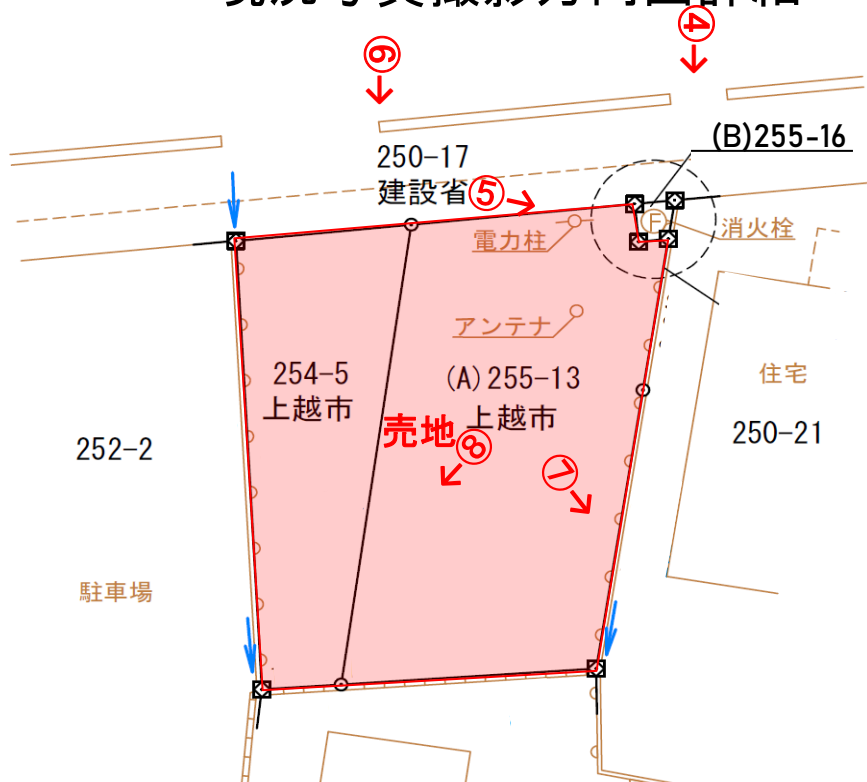 ④
⑥
(B)255-16
250-17
建設省
⑤
F
消火栓
電力柱
アンテナ
254-5
上越市
(A)255-13
上越市
住宅
250-21
売地
⑧
⑦
252-2
駐車場